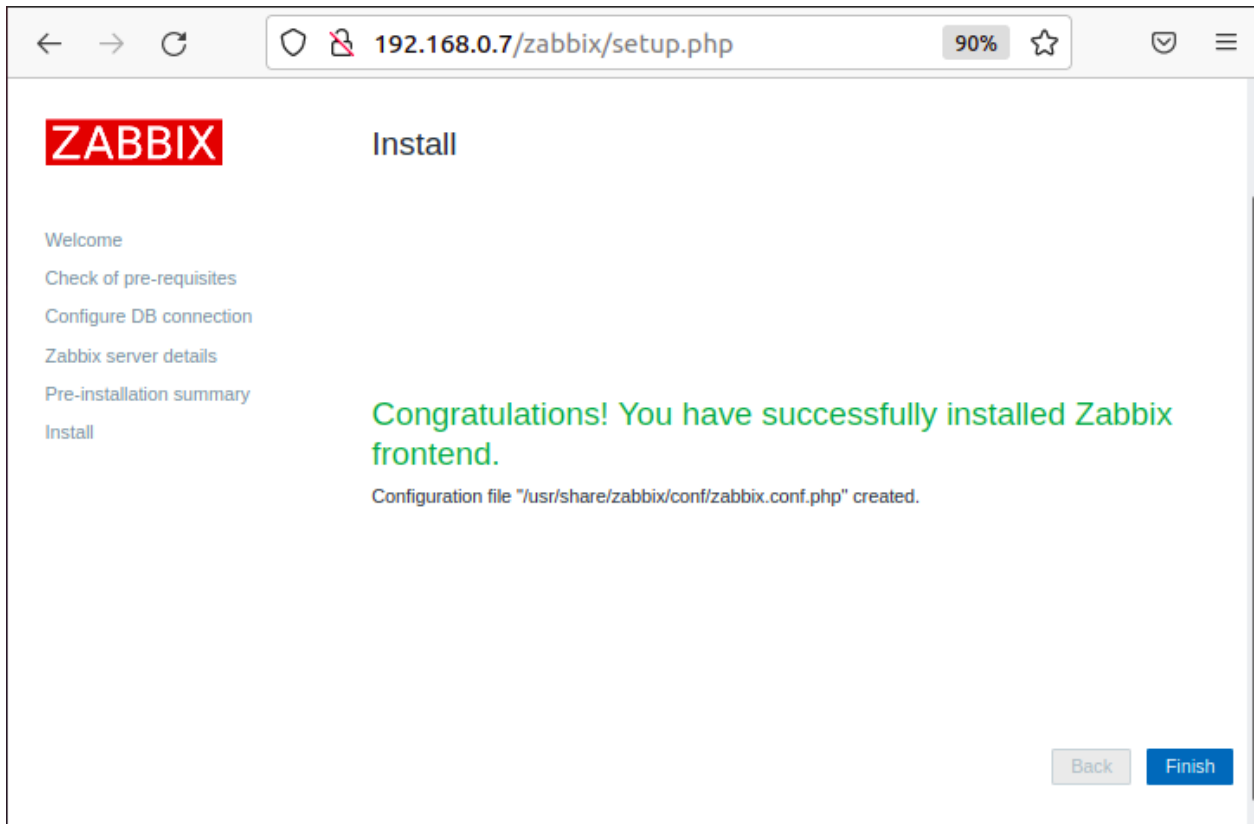 192.168.0.7/zabbix/setup.php
90%
ZABBIX
Install
Welcome
Check of pre-requisites
Configure DB connection
Zabbix server details
Pre-installation summary
Install
Congratulations! You have successfully installed Zabbix
frontend.
Configuration file "/usr/share/zabbix/conf/zabbix.conf.php" created.
Back
Finish